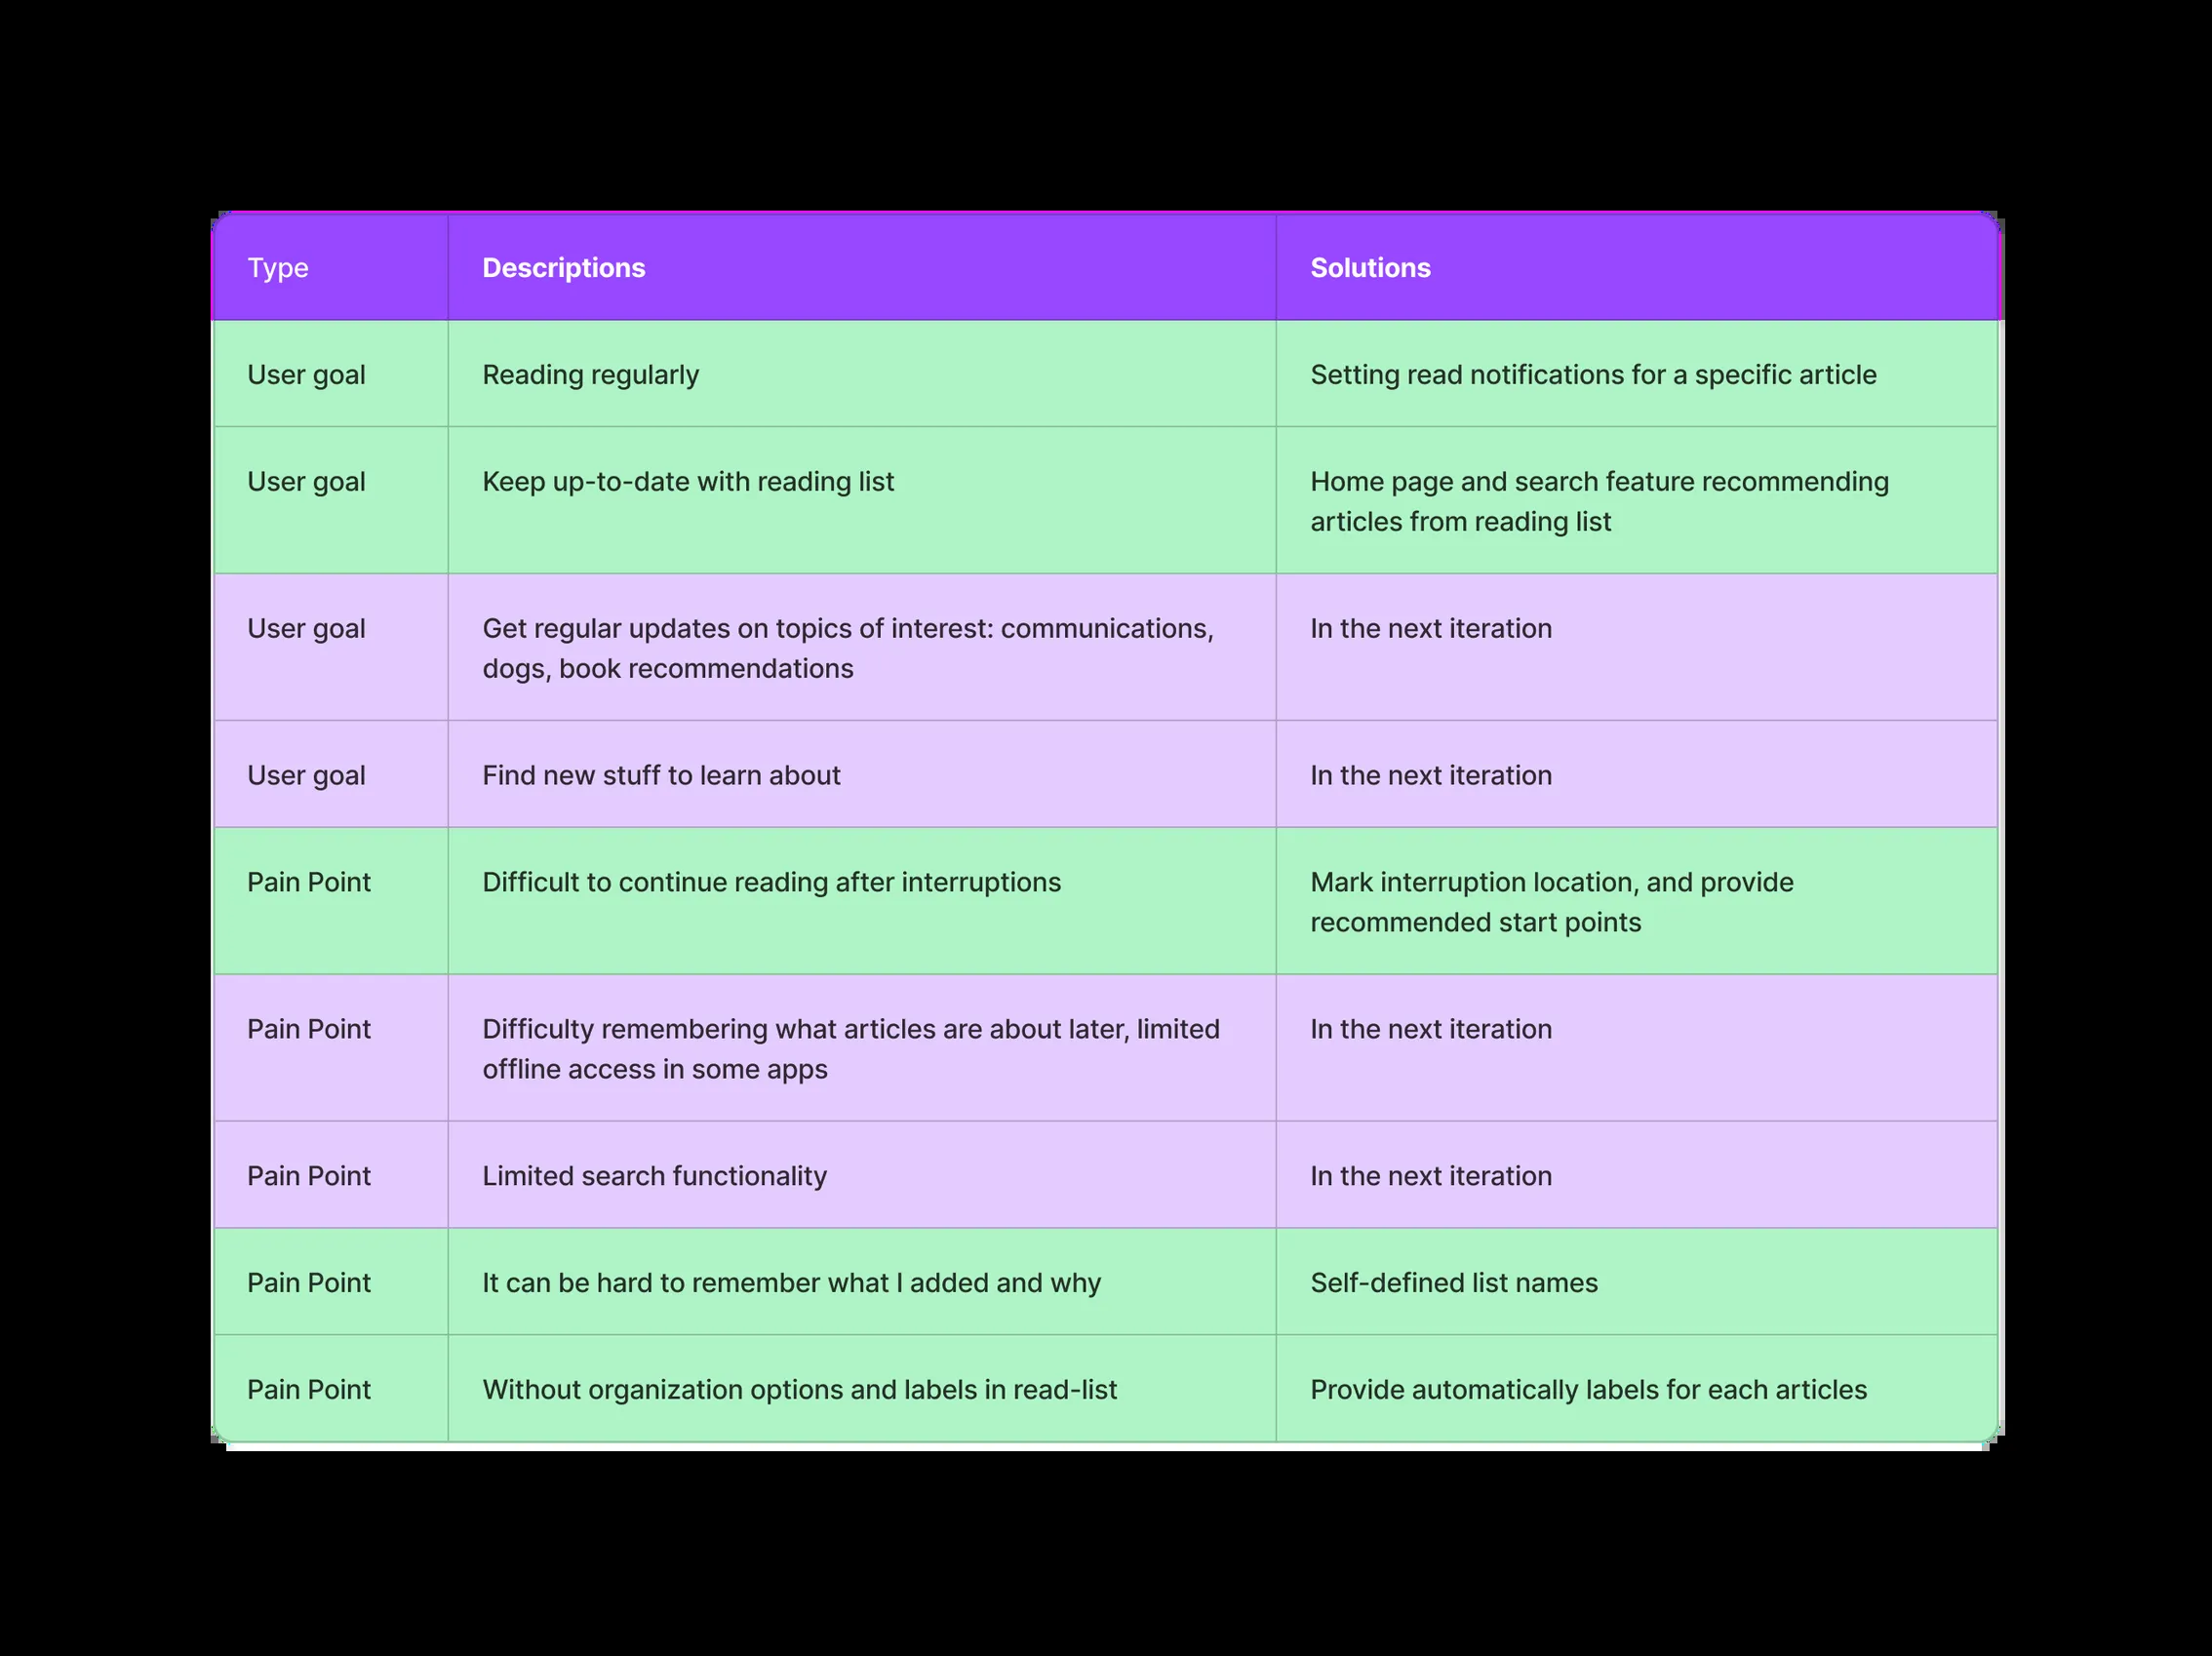 Type Descriptions Solutions
User goal Reading regularly Setting read notifications for a specific article
User goal Keep up-to-date with reading list Home page and search feature recommending
articles from reading list
User goal Get regular updates on topics of interest: communications, In the next iteration
dogs, book recommendations
User goal Find new stuff to learn about In the next iteration
Pain Point Difficult to continue reading after interruptions Mark interruption location, and provide
recommended start points
Pain Point Difficulty remembering what articles are about later, limited In the next iteration
offline access in some apps
Pain Point Limited search functionality In the next iteration
Pain Point It can be hard to remember what I added and why Self-defined list names
Pain Point Without organization options and labels in read-list Provide automatically labels for each articles